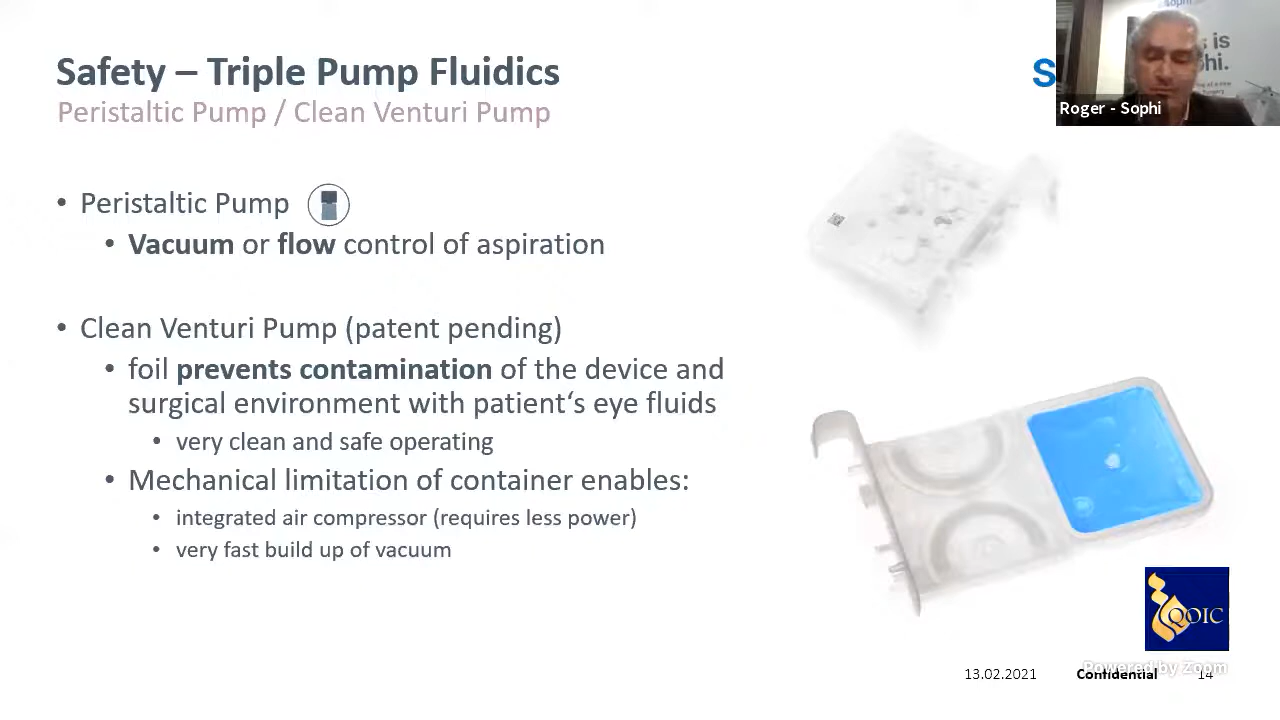 Safety – Triple Pump Fluidics
Peristaltic Pump / Clean Venturi Pump
• Peristaltic Pump
• Vacuum or flow control of aspiration
• Clean Venturi Pump (patent pending)
• foil prevents contamination of the device and
surgical environment with patient‘s eye fluids
• very clean and safe operating
• Mechanical limitation of container enables:
• integrated air compressor (requires less power)
• very fast build up of vacuum
S
sophi
is
hi.
Roger - Sophi
QOIC
Powered by Zoom
13.02.2021
Confidential
14